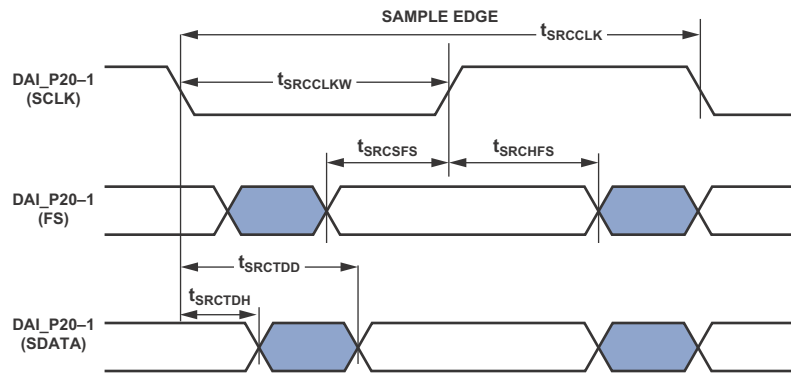 SAMPLE EDGE
tSRCCLK
DAI_P20–1
(SCLK)
tSRCCLKW
tSRCSFS
tSRCHFS
DAI_P20–1
(FS)
tSRCTDD
tSRCTDH
DAI_P20–1
(SDATA)